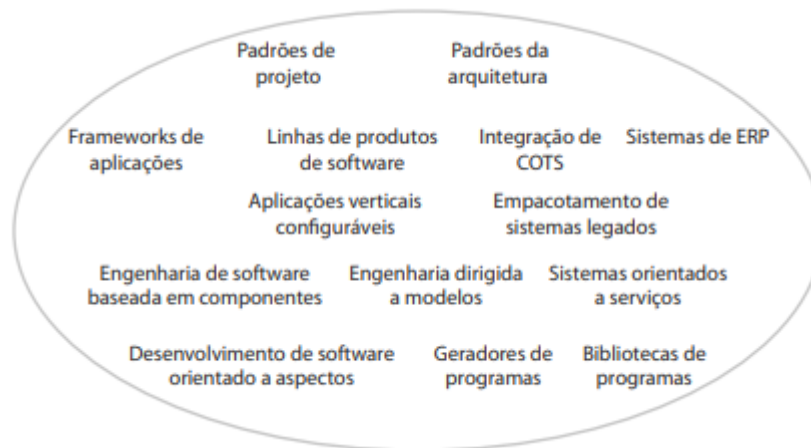 Padrões de projeto
Padrões da arquitetura
Frameworks de aplicações
Linhas de produtos de software
Integração de COTS
Sistemas de ERP
Aplicações verticais configuráveis
Empacotamento de sistemas legados
Engenharia de software baseada em componentes
Engenharia dirigida a modelos
Sistemas orientados a serviços
Desenvolvimento de software orientado a aspectos
Geradores de programas
Bibliotecas de programas